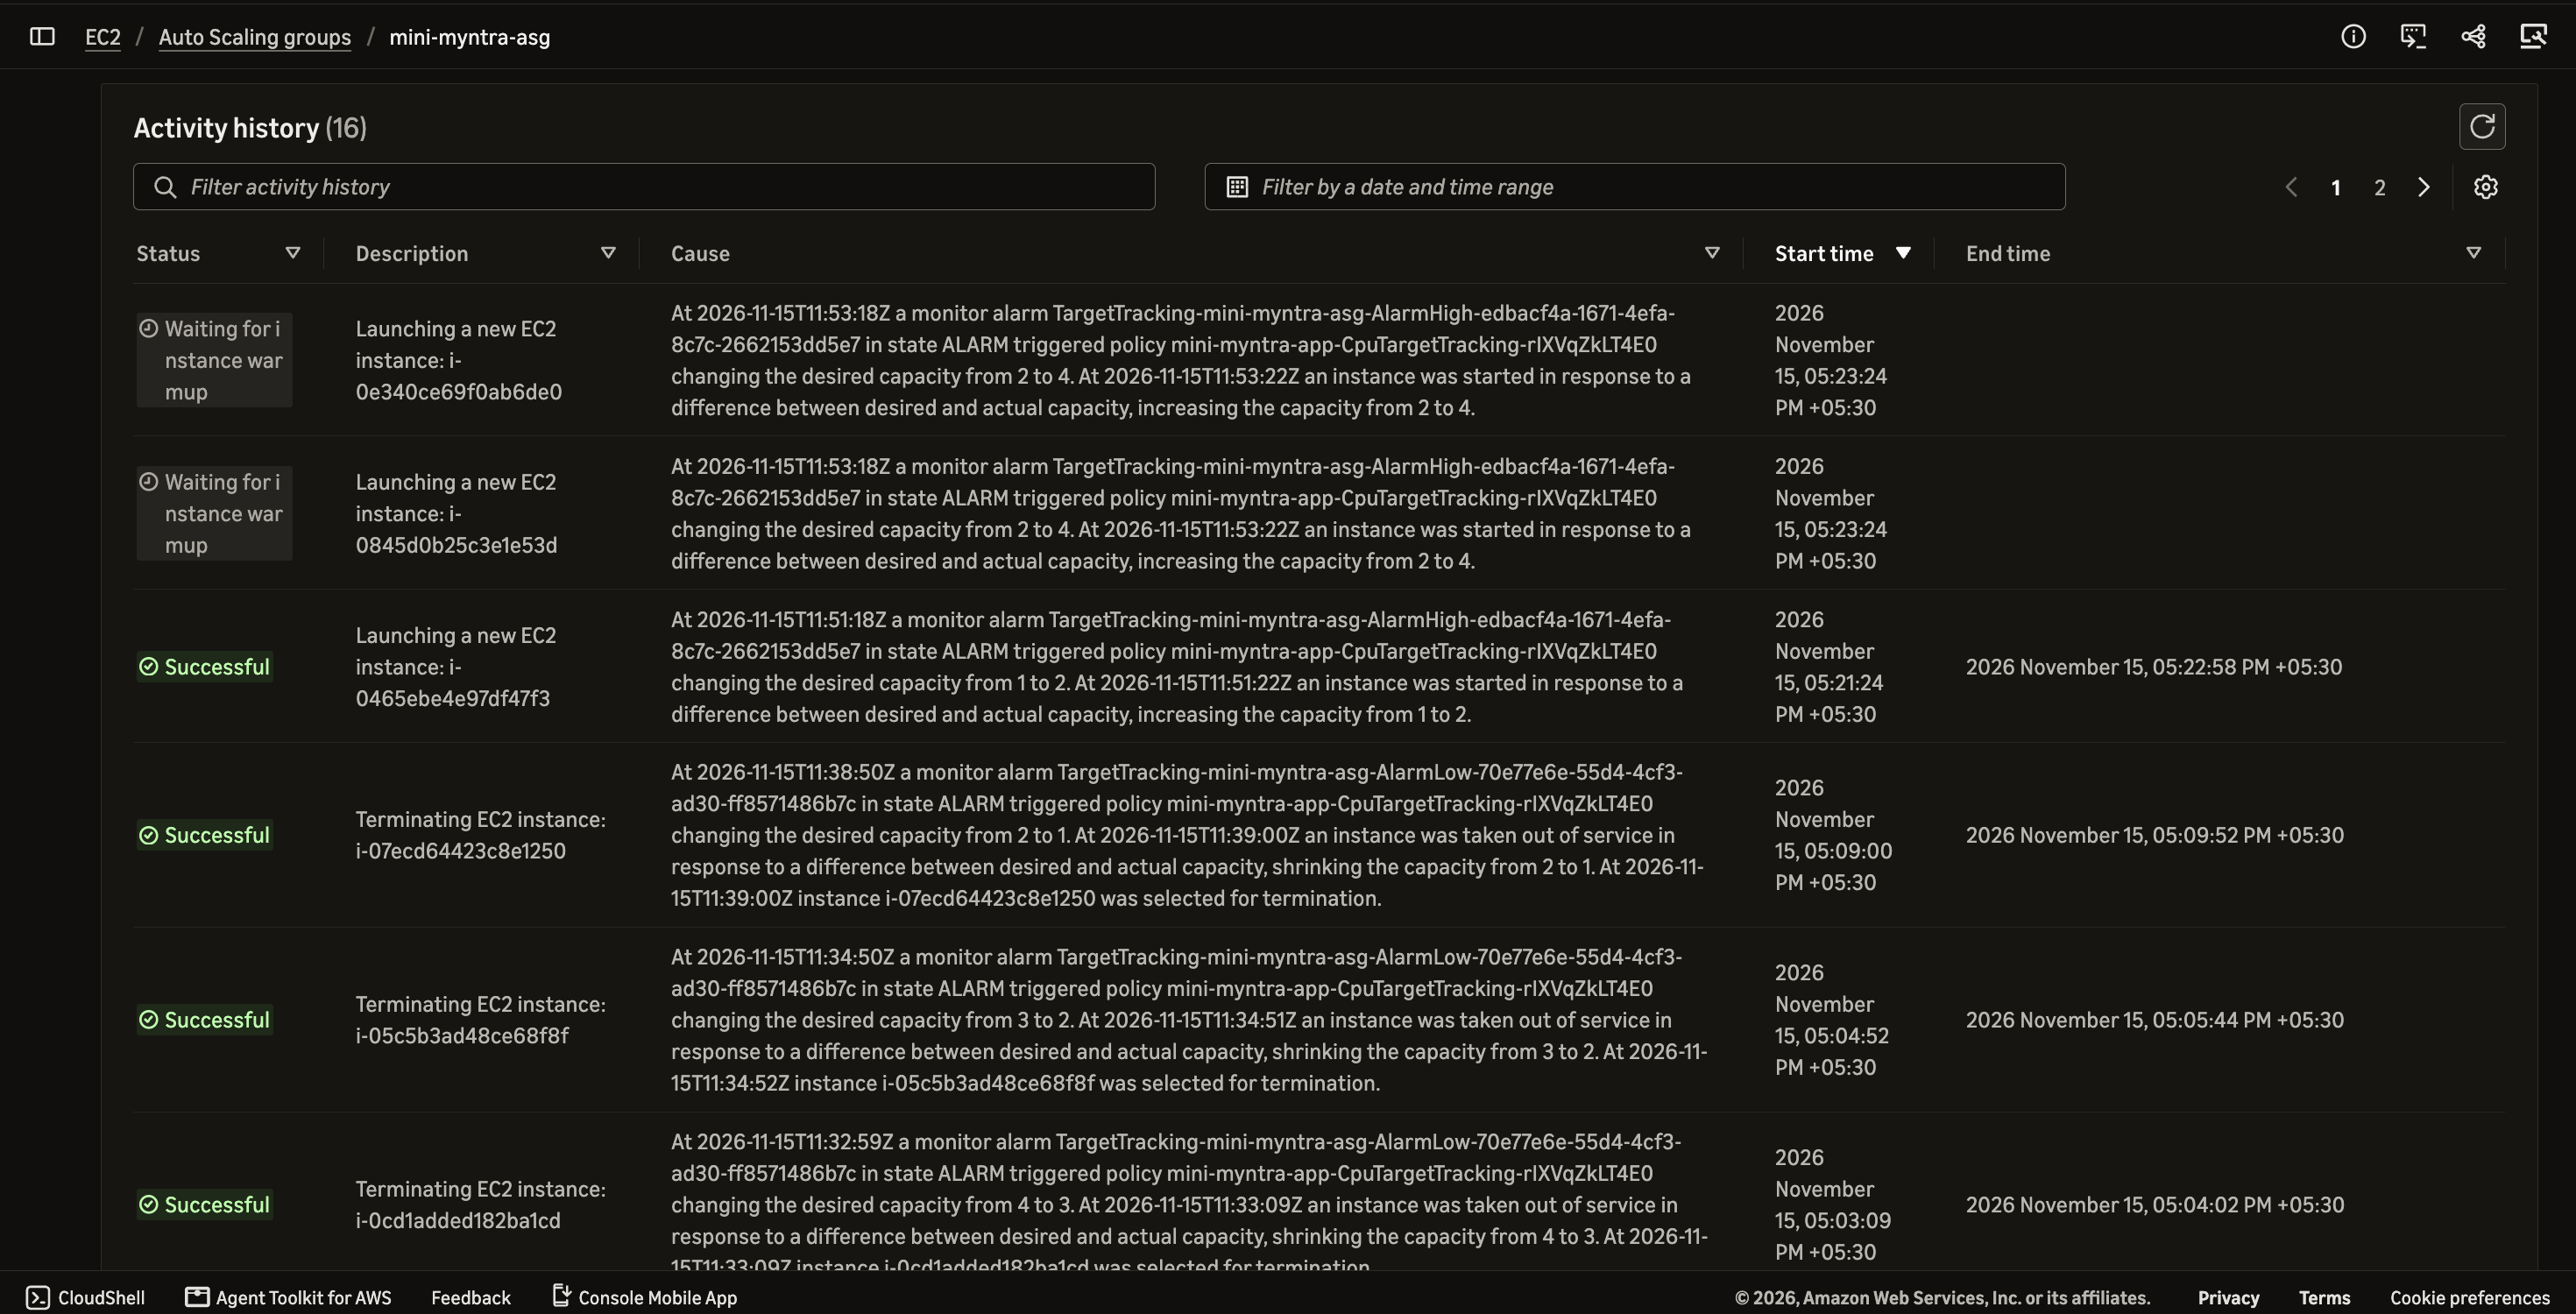 EC2 / Auto Scaling groups / mini-myntra-asg
Activity history (16)
Filter activity history
Filter by a date and time range
1 2
Status Description Cause Start time End time
Waiting for i
nstance war
mup
Launching a new EC2
instance: i-
0e340ce69f0ab6de0
At 2026-11-15T11:53:18Z a monitor alarm TargetTracking-mini-myntra-asg-AlarmHigh-edbacf4a-1671-4efa-
8c7c-2662153dd5e7 in state ALARM triggered policy mini-myntra-app-CpuTargetTracking-rIXVqZkLT4E0
changing the desired capacity from 2 to 4. At 2026-11-15T11:53:22Z an instance was started in response to a
difference between desired and actual capacity, increasing the capacity from 2 to 4.
2026
November
15, 05:23:24
PM +05:30
Waiting for i
nstance war
mup
Launching a new EC2
instance: i-
0845d0b25c3e1e53d
At 2026-11-15T11:53:18Z a monitor alarm TargetTracking-mini-myntra-asg-AlarmHigh-edbacf4a-1671-4efa-
8c7c-2662153dd5e7 in state ALARM triggered policy mini-myntra-app-CpuTargetTracking-rIXVqZkLT4E0
changing the desired capacity from 2 to 4. At 2026-11-15T11:53:22Z an instance was started in response to a
difference between desired and actual capacity, increasing the capacity from 2 to 4.
2026
November
15, 05:23:24
PM +05:30
Successful
Launching a new EC2
instance: i-
0465ebe4e97df47f3
At 2026-11-15T11:51:18Z a monitor alarm TargetTracking-mini-myntra-asg-AlarmHigh-edbacf4a-1671-4efa-
8c7c-2662153dd5e7 in state ALARM triggered policy mini-myntra-app-CpuTargetTracking-rIXVqZkLT4E0
changing the desired capacity from 1 to 2. At 2026-11-15T11:51:22Z an instance was started in response to a
difference between desired and actual capacity, increasing the capacity from 1 to 2.
2026
November
15, 05:21:24
PM +05:30
2026 November 15, 05:22:58 PM +05:30
Successful
Terminating EC2 instance:
i-07ecd64423c8e1250
At 2026-11-15T11:38:50Z a monitor alarm TargetTracking-mini-myntra-asg-AlarmLow-70e77e6e-55d4-4cf3-
ad30-ff8571486b7c in state ALARM triggered policy mini-myntra-app-CpuTargetTracking-rIXVqZkLT4E0
changing the desired capacity from 2 to 1. At 2026-11-15T11:39:00Z an instance was taken out of service in
response to a difference between desired and actual capacity, shrinking the capacity from 2 to 1. At 2026-11-
15T11:39:00Z instance i-07ecd64423c8e1250 was selected for termination.
2026
November
15, 05:09:00
PM +05:30
2026 November 15, 05:09:52 PM +05:30
Successful
Terminating EC2 instance:
i-05c5b3ad48ce68f8f
At 2026-11-15T11:34:50Z a monitor alarm TargetTracking-mini-myntra-asg-AlarmLow-70e77e6e-55d4-4cf3-
ad30-ff8571486b7c in state ALARM triggered policy mini-myntra-app-CpuTargetTracking-rIXVqZkLT4E0
changing the desired capacity from 3 to 2. At 2026-11-15T11:34:51Z an instance was taken out of service in
response to a difference between desired and actual capacity, shrinking the capacity from 3 to 2. At 2026-11-
15T11:34:52Z instance i-05c5b3ad48ce68f8f was selected for termination.
2026
November
15, 05:04:52
PM +05:30
2026 November 15, 05:05:44 PM +05:30
Successful
Terminating EC2 instance:
i-0cd1added182ba1cd
At 2026-11-15T11:32:59Z a monitor alarm TargetTracking-mini-myntra-asg-AlarmLow-70e77e6e-55d4-4cf3-
ad30-ff8571486b7c in state ALARM triggered policy mini-myntra-app-CpuTargetTracking-rIXVqZkLT4E0
changing the desired capacity from 4 to 3. At 2026-11-15T11:33:09Z an instance was taken out of service in
response to a difference between desired and actual capacity, shrinking the capacity from 4 to 3. At 2026-11-
15T11:33:09Z instance i-0cd1added182ba1cd was selected for termination.
2026
November
15, 05:03:09
PM +05:30
2026 November 15, 05:04:02 PM +05:30
CloudShell Agent Toolkit for AWS Feedback Console Mobile App © 2026, Amazon Web Services, Inc. or its affiliates. Privacy Terms Cookie preferences